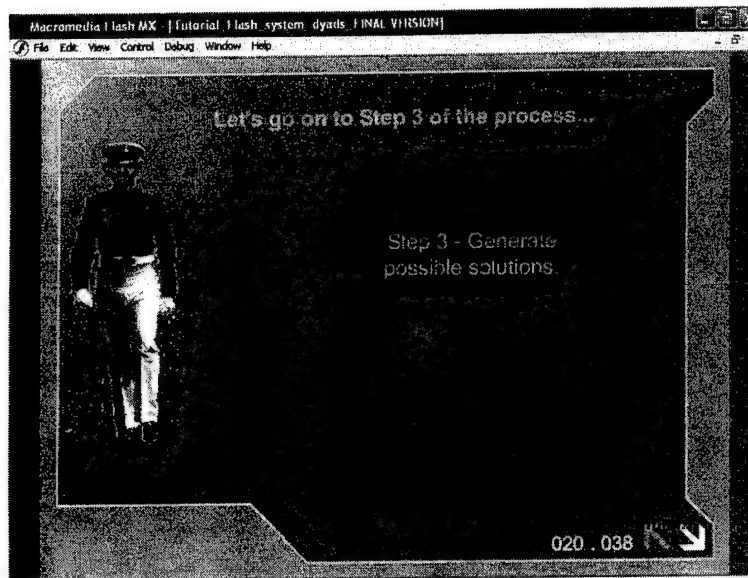 Macromedia Flash MX - [Tutorial_Flash_system_dyads_FINAL VERSION]
File Edit View Control Debug Window Help
Let's go on to Step 3 of the process...
Step 3 - Generate
possible solutions.
020 . 038